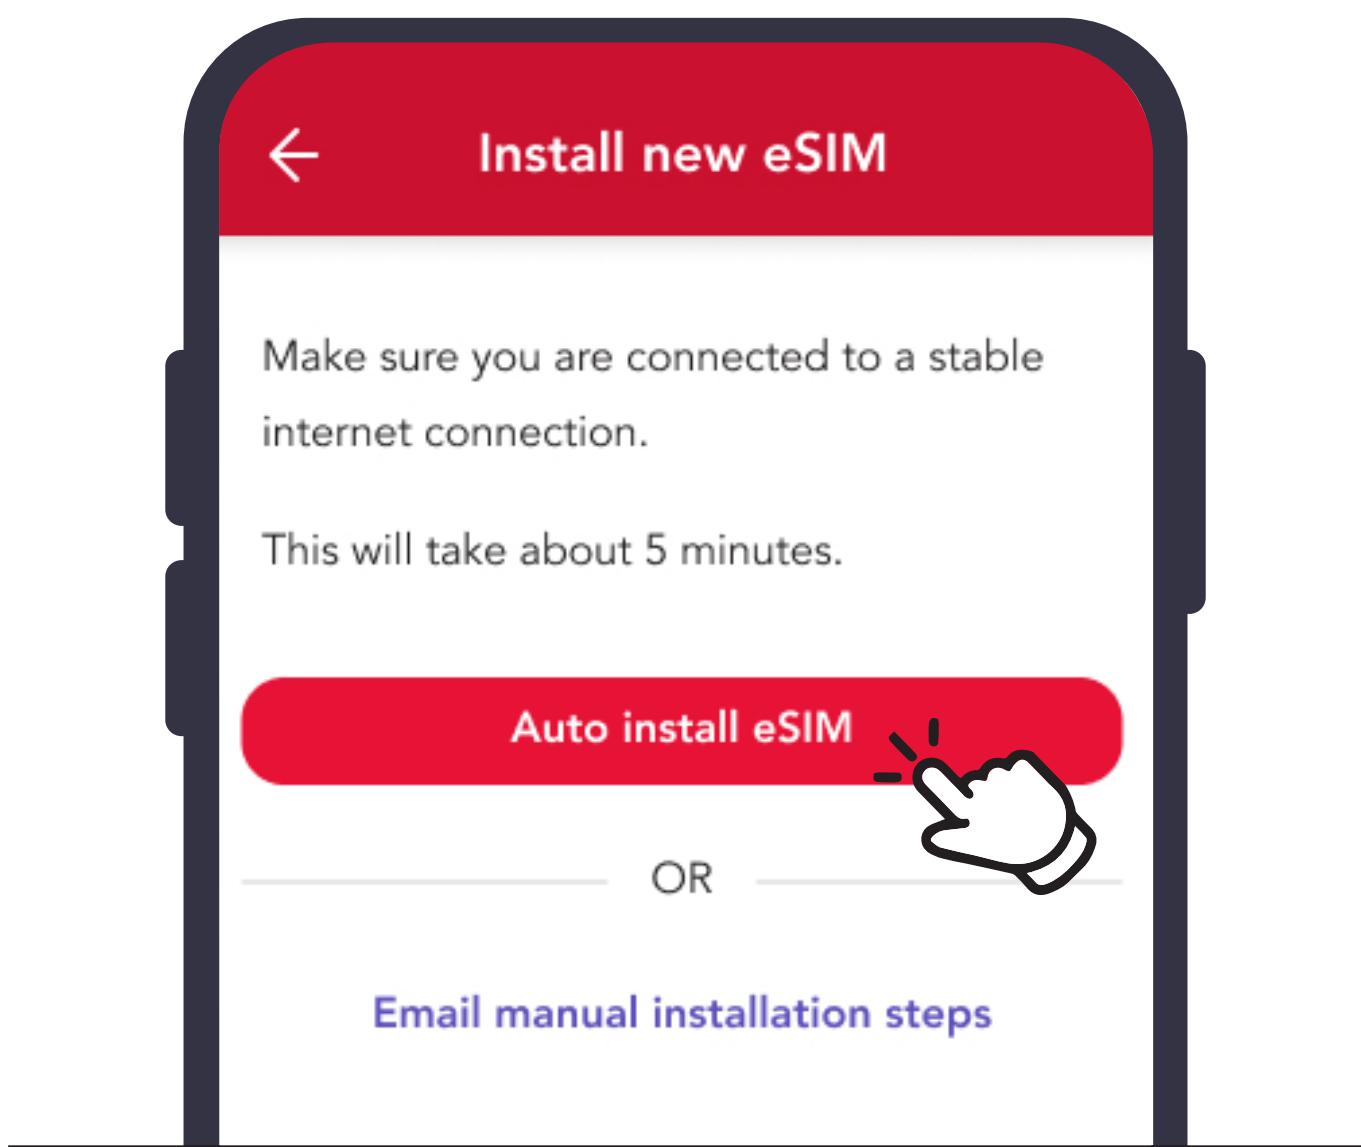 Install new eSIM
Make sure you are connected to a stable
internet connection.
This will take about 5 minutes.
Auto install eSIM
OR
Email manual installation steps